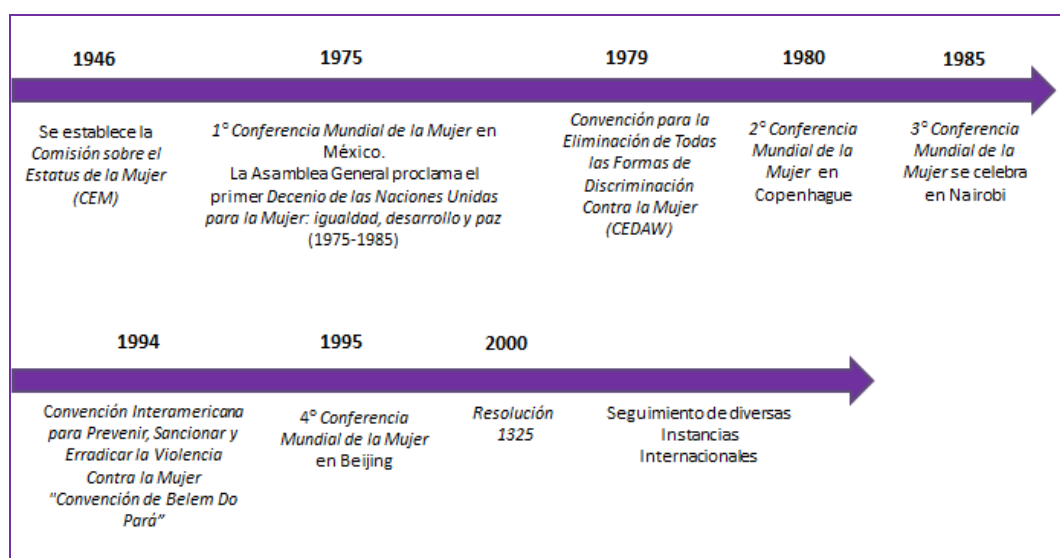 1946 1975 1979 1980 1985
Se establece la
Comisión sobre el
Estatus de la Mujer
(CEM)
1° Conferencia Mundial de la Mujer en
México.
La Asamblea General proclama el
primer Decenio de las Naciones Unidas
para la Mujer: igualdad, desarrollo y paz
(1975-1985)
Convención para la
Eliminación de Todas
las Formas de
Discriminación
Contra la Mujer
(CEDAW)
2° Conferencia
Mundial de la
Mujer en
Copenhague
3° Conferencia
Mundial de la
Mujer se celebra
en Nairobi
1994 1995 2000
Convención Interamericana
para Prevenir, Sancionar y
Erradicar la Violencia
Contra la Mujer
"Convención de Belem Do
Pará”
4° Conferencia
Mundial de la Mujer
en Beijing
Resolución
1325
Seguimiento de diversas
Instancias
Internacionales